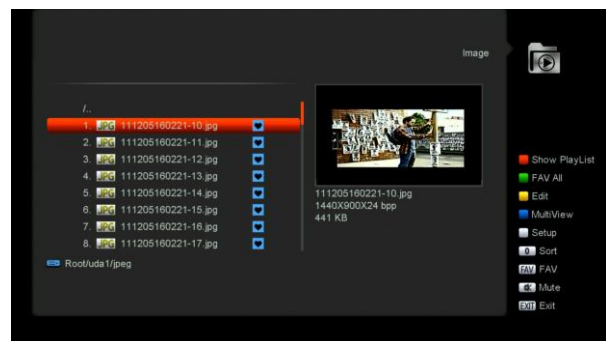 Image
/..
1. JPG 111205160221-10.jpg
2. JPG 111205160221-11.jpg
3. JPG 111205160221-12.jpg
4. JPG 111205160221-13.jpg
5. JPG 111205160221-14.jpg
6. JPG 111205160221-15.jpg
7. JPG 111205160221-16.jpg
8. JPG 111205160221-17.jpg
Root/uda1/jpeg
111205160221-10.jpg
1440X900X24 bpp
441 KB
Show PlayList
FAV All
Edit
MultiView
Setup
0 Sort
FAV FAV
Mute
EXIT Exit